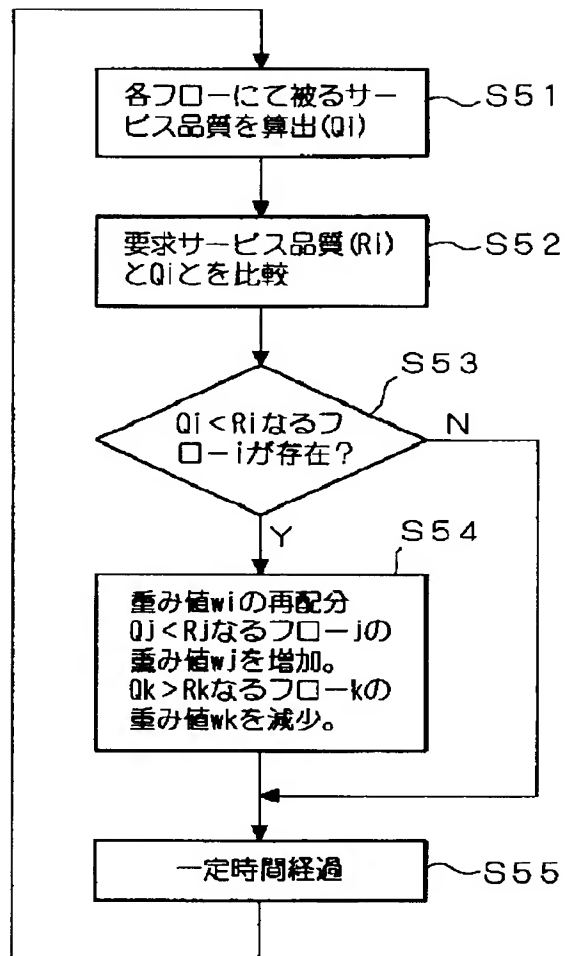 各フローにて被るサー
ビス品質を算出(Qi)
S51
要求サービス品質(Ri)
とQiとを比較
S52
S53
Qi<Riなるフ
ローiが存在?
N
Y
S54
重み値wiの再配分
Qj<Rjなるフローjの
重み値wjを増加。
Qk>Rkなるフローkの
重み値wkを減少。
一定時間経過
S55